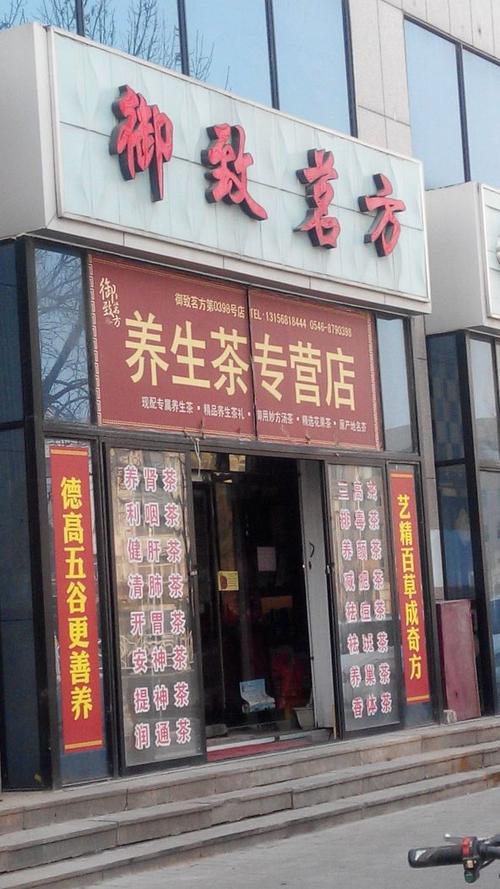 御致茗方
御致茗方
御致茗方第0398号店 TEL:13156818444 0546-8790398
养生茶专营店
现配专属养生茶·精品养生茶礼·御用妙方汤茶·精选花果茶·原产地名茶
德高五谷更善养
养肾茶
利咽茶
健肝茶
清肺茶
开胃茶
安神茶
提神茶
润通茶
三高茶
排毒茶
养颜茶
减肥茶
祛痘茶
祛斑茶
养巢茶
香体茶
艺精百草成奇方